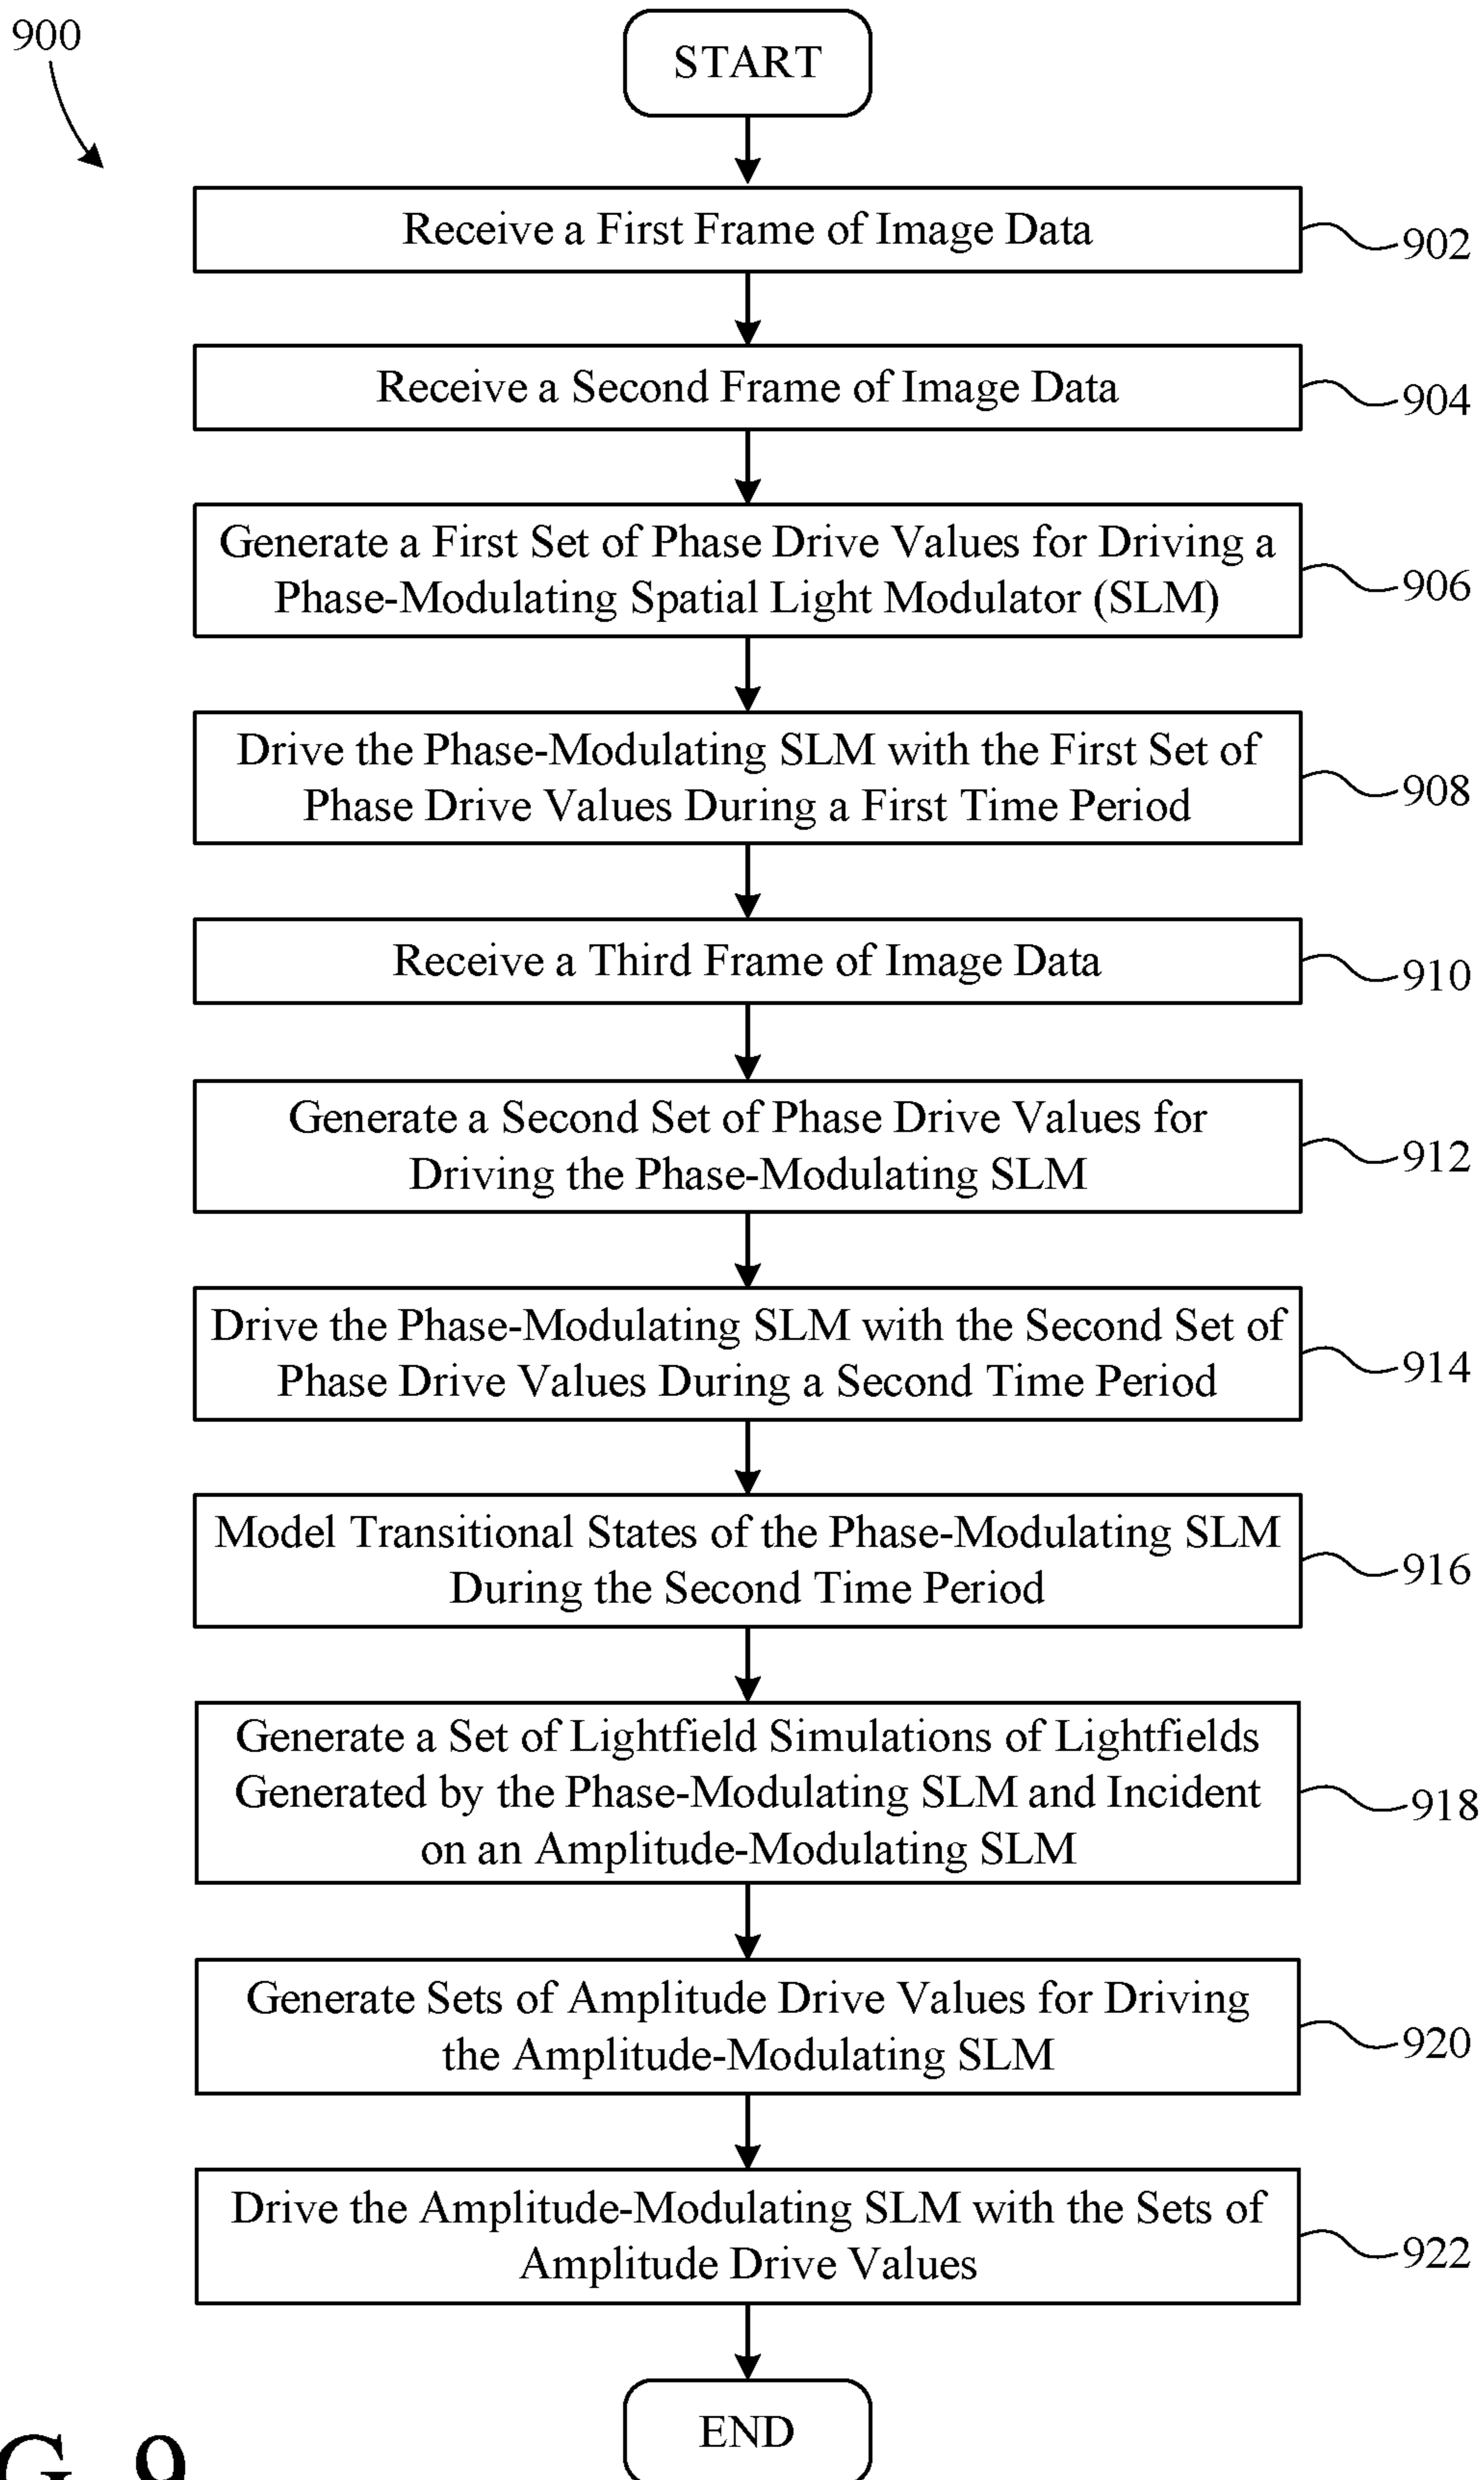 900
START
Receive a First Frame of Image Data
902
Receive a Second Frame of Image Data
904
Generate a First Set of Phase Drive Values for Driving a
Phase-Modulating Spatial Light Modulator (SLM)
906
Drive the Phase-Modulating SLM with the First Set of
Phase Drive Values During a First Time Period
908
Receive a Third Frame of Image Data
910
Generate a Second Set of Phase Drive Values for
Driving the Phase-Modulating SLM
912
Drive the Phase-Modulating SLM with the Second Set of
Phase Drive Values During a Second Time Period
914
Model Transitional States of the Phase-Modulating SLM
During the Second Time Period
916
Generate a Set of Lightfield Simulations of Lightfields
Generated by the Phase-Modulating SLM and Incident
on an Amplitude-Modulating SLM
918
Generate Sets of Amplitude Drive Values for Driving
the Amplitude-Modulating SLM
920
Drive the Amplitude-Modulating SLM with the Sets of
Amplitude Drive Values
922
END
G 9